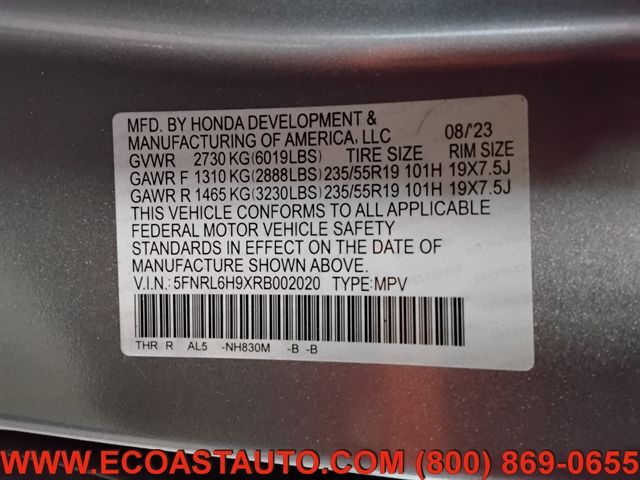 MFD. BY HONDA DEVELOPMENT &
MANUFACTURING OF AMERICA, LLC 08/'23
GVWR 2730 KG(6019LBS) TIRE SIZE RIM SIZE
GAWR F 1310 KG(2888LBS)235/55R19 101H 19X7.5J
GAWR R 1465 KG(3230LBS)235/55R19 101H 19X7.5J
THIS VEHICLE CONFORMS TO ALL APPLICABLE
FEDERAL MOTOR VEHICLE SAFETY
STANDARDS IN EFFECT ON THE DATE OF
MANUFACTURE SHOWN ABOVE.
V.I.N.: 5FNRL6H9XRB002020 TYPE:MPV
THR R AL5 -NH830M -B -B
WWW.ECOASTAUTO.COM (800) 869-0655